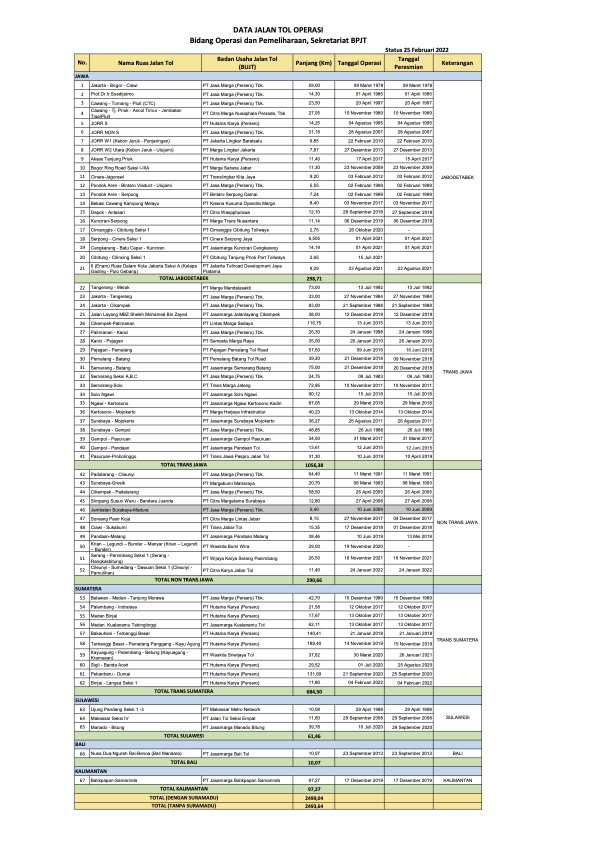 DATA JALAN TOL OPERASI
Bidang Operasi dan Pemeliharaan, Sekretariat BPJT
Status 25 Februari 2022
No. Nama Ruas Jalan Tol Badan Usaha Jalan Tol (BUJT) Panjang (Km) Tanggal Operasi Tanggal Peresmian Keterangan
JAWA
1 Jakarta - Bogor - Ciawi PT Jasa Marga (Persero) Tbk. 59,00 09 Maret 1978 09 Maret 1978
2 Prof.Dr.Ir.Soedijatmo PT Jasa Marga (Persero) Tbk. 14,30 01 April 1985 01 April 1985
3 Cawang - Tomang - Pluit (CTC) PT Jasa Marga (Persero) Tbk. 23,50 20 April 1997 20 April 1997
4 Cawang - Tj. Priok - Ancol Timur - Jembatan Tiga/Pluit PT Citra Marga Nusaphala Persada, Tbk 27,05 10 November 1989 10 November 1989
5 JORR S PT Hutama Karya (Persero) 14,25 04 Agustus 1995 04 Agustus 1995
6 JORR NON S PT Jasa Marga (Persero) Tbk. 31,18 28 Agustus 2007 28 Agustus 2007
7 JORR W1 (Kebon Jeruk - Penjaringan) PT Jakarta Lingkar Baratsatu 9,85 22 Februari 2010 22 Februari 2010
8 JORR W2 Utara (Kebon Jeruk - Ulujami) PT Marga Lingkar Jakarta 7,87 27 Desember 2013 27 Desember 2013
9 Akses Tanjung Priok PT Hutama Karya (Persero) 11,40 17 April 2017 15 April 2017
10 Bogor Ring Road Seksi I-IIIA PT Marga Sarana Jabar 11,30 23 November 2009 23 November 2009
11 Cinere-Jagorawi PT Translingkar Kita Jaya 9,20 03 Februari 2012 03 Februari 2012
12 Pondok Aren - Bintaro Viaduct - Ulujami PT Jasa Marga (Persero) Tbk. 5,55 02 Februari 1999 02 Februari 1999
13 Pondok Aren - Serpong PT Bintaro Serpong Damai 7,24 02 Februari 1999 02 Februari 1999
14 Bekasi Cawang Kampung Melayu PT Kresna Kusuma Dyandra Marga 8,40 03 November 2017 03 November 2017
15 Depok - Antasari PT Citra Waspphutowa 12,10 28 September 2018 27 September 2018
16 Kunciran-Serpong PT Marga Trans Nusantara 11,14 06 Desember 2019 06 Desember 2019
17 Cimanggis - Cibitung Seksi 1 PT Cimanggis Cibitung Tollways 2,75 26 Oktober 2020 -
18 Serpong - Cinere Seksi 1 PT Cinere Serpong Jaya 6,505 01 April 2021 01 April 2021
19 Cengkareng - Batu Ceper - Kunciran PT Jasamarga Kunciran Cengkareng 14,19 01 April 2021 01 April 2021
20 Cibitung - Cilincing Seksi 1 PT Cibitung Tanjung Priok Port Tollways 2,65 15 Juli 2021
21 6 (Enam) Ruas Dalam Kota Jakarta Seksi A (Kelapa Gading - Pulo Gebang) PT Jakarta Tollroad Development Jaya Pratama 9,29 23 Agustus 2021 23 Agustus 2021
JABODETABEK
TOTAL JABODETABEK 298,71
22 Tangerang - Merak PT Marga Mandalasakti 73,00 13 Juli 1992 13 Juli 1992
23 Jakarta - Tangerang PT Jasa Marga (Persero) Tbk. 33,00 27 November 1984 27 November 1984
24 Jakarta - Cikampek PT Jasa Marga (Persero) Tbk. 83,00 21 September 1988 21 September 1988
25 Jalan Layang MBZ Sheikh Mohamed Bin Zayed PT Jasamarga Jalanlayang Cikampek 38,00 12 Desember 2019 12 Desember 2019
26 Cikampek-Palimanan PT Lintas Marga Sedaya 116,75 13 Juni 2015 13 Juni 2015
27 Palimanan - Kanci PT Jasa Marga (Persero) Tbk. 26,30 24 Januari 1998 24 Januari 1998
28 Kanci - Pejagan PT Semesta Marga Raya 35,00 26 Januari 2010 26 Januari 2010
29 Pejagan - Pemalang PT Pejagan Pemalang Tol Road 57,50 09 Juni 2016 16 Juni 2016
30 Pemalang - Batang PT Pemalang Batang Tol Road 39,20 21 Desember 2018 09 November 2018
31 Semarang - Batang PT Jasamarga Semarang Batang 75,00 21 Desember 2018 20 Desember 2018
32 Semarang Seksi A,B,C PT Jasa Marga (Persero) Tbk. 24,75 09 Juli 1983 09 Juli 1983
33 Semarang-Solo PT Trans Marga Jateng 72,95 10 November 2011 10 November 2011
34 Solo Ngawi PT Jasamarga Solo Ngawi 90,12 15 Juli 2018 15 Juli 2018
35 Ngawi - Kertosono PT Jasamarga Ngawi Kertosono Kediri 87,05 29 Maret 2018 29 Maret 2018
36 Kertosono - Mojokerto PT Marga Harjaya Infrastruktur 40,23 13 Oktober 2014 13 Oktober 2014
37 Surabaya - Mojokerto PT Jasamarga Surabaya Mojokerto 36,27 26 Agustus 2011 26 Agustus 2011
38 Surabaya - Gempol PT Jasa Marga (Persero) Tbk. 48,85 26 Juli 1986 26 Juli 1986
39 Gempol - Pasuruan PT Jasamarga Gempol Pasuruan 34,50 31 Maret 2017 31 Maret 2017
40 Gempol - Pandaan PT Jasamarga Pandaan Tol 13,61 12 Juni 2015 12 Juni 2015
41 Pasuruan-Probolinggo PT Trans Jawa Paspro Jalan Tol 31,30 10 Juni 2019 10 April 2019
TRANS JAWA
TOTAL TRANS JAWA 1056,38
42 Padalarang - Cileunyi PT Jasa Marga (Persero) Tbk. 64,40 11 Maret 1991 11 Maret 1991
43 Surabaya-Gresik PT Margabumi Matraraya 20,70 08 Maret 1993 08 Maret 1993
44 Cikampek - Padalarang PT Jasa Marga (Persero) Tbk. 58,50 26 April 2005 26 April 2005
45 Simpang Susun Waru - Bandara Juanda PT Citra Margatama Surabaya 12,80 27 April 2008 27 April 2008
46 Jembatan Surabaya-Madura PT Jasa Marga (Persero) Tbk. 5,40 10 Juni 2009 10 Juni 2009
47 Soreang Pasir Koja PT Citra Marga Lintas Jabar 8,15 27 November 2017 04 Desember 2017
48 Ciawi - Sukabumi PT Trans Jabar Tol 15,35 17 Desember 2018 01 Desember 2018
49 Pandaan-Malang PT Jasamarga Pandaan Malang 38,46 10 Juni 2019 13 Mei 2019
50 Krian – Legundi – Bunder – Manyar (Krian – Legundi – Bunder) PT Waskita Bumi Wira 29,00 19 November 2020 -
51 Serang - Panimbang Seksi 1 (Serang - Rangkasbitung) PT Wijaya Karya Serang Panimbang 26,50 16 November 2021 16 November 2021
52 Cileunyi - Sumedang - Dawuan Seksi 1 (Cileunyi - Pamulihan) PT Citra Karya Jabar Tol 11,40 24 Januari 2022 24 Januari 2022
NON TRANS JAWA
TOTAL NON TRANS JAWA 290,66
SUMATERA
53 Belawan - Medan - Tanjung Morawa PT Jasa Marga (Persero) Tbk. 42,70 15 Desember 1989 15 Desember 1989
54 Palembang - Indralaya PT Hutama Karya (Persero) 21,58 12 Oktober 2017 12 Oktober 2017
55 Medan Binjai PT Hutama Karya (Persero) 17,67 13 Oktober 2017 13 Oktober 2017
56 Medan Kualanamu Tebingtinggi PT Jasamarga Kualanamu Tol 62,11 13 Oktober 2017 13 Oktober 2017
57 Bakauheni - Terbanggi Besar PT Hutama Karya (Persero) 140,41 21 Januari 2018 21 Januari 2018
58 Terbanggi Besar - Pematang Panggang - Kayu Agung PT Hutama Karya (Persero) 189,40 14 November 2019 15 November 2019
59 Kayuagung - Palembang - Betung (Kayuagung - Kramasan) PT Waskita Sriwijaya Tol 37,62 30 Maret 2020 26 Januari 2021
60 Sigli - Banda Aceh PT Hutama Karya (Persero) 29,52 01 Juli 2020 25 Agustus 2020
61 Pekanbaru - Dumai PT Hutama Karya (Persero) 131,69 21 September 2020 25 September 2020
62 Binjai - Langsa Seksi 1 PT Hutama Karya (Persero) 11,80 04 Februari 2022 04 Februari 2022
TRANS SUMATERA
TOTAL TRANS SUMATERA 684,50
SULAWESI
63 Ujung Pandang Seksi 1 -3 PT Makassar Metro Network 10,08 29 April 1998 29 April 1998
64 Makassar Seksi IV PT Jalan Tol Seksi Empat 11,60 29 September 2008 29 September 2008
65 Manado - Bitung PT Jasamarga Manado Bitung 39,78 10 Juli 2020 29 September 2020
SULAWESI
TOTAL SULAWESI 61,46
BALI
66 Nusa Dua-Ngurah Rai-Benoa (Bali Mandara) PT Jasamarga Bali Tol 10,07 23 September 2013 23 September 2013 BALI
TOTAL BALI 10,07
KALIMANTAN
67 Balikpapan-Samarinda PT Jasamarga Balikpapan Samarinda 97,27 17 Desember 2019 17 Desember 2019 KALIMANTAN
TOTAL KALIMANTAN 97,27
TOTAL (DENGAN SURAMADU) 2499,04
TOTAL (TANPA SURAMADU) 2493,64